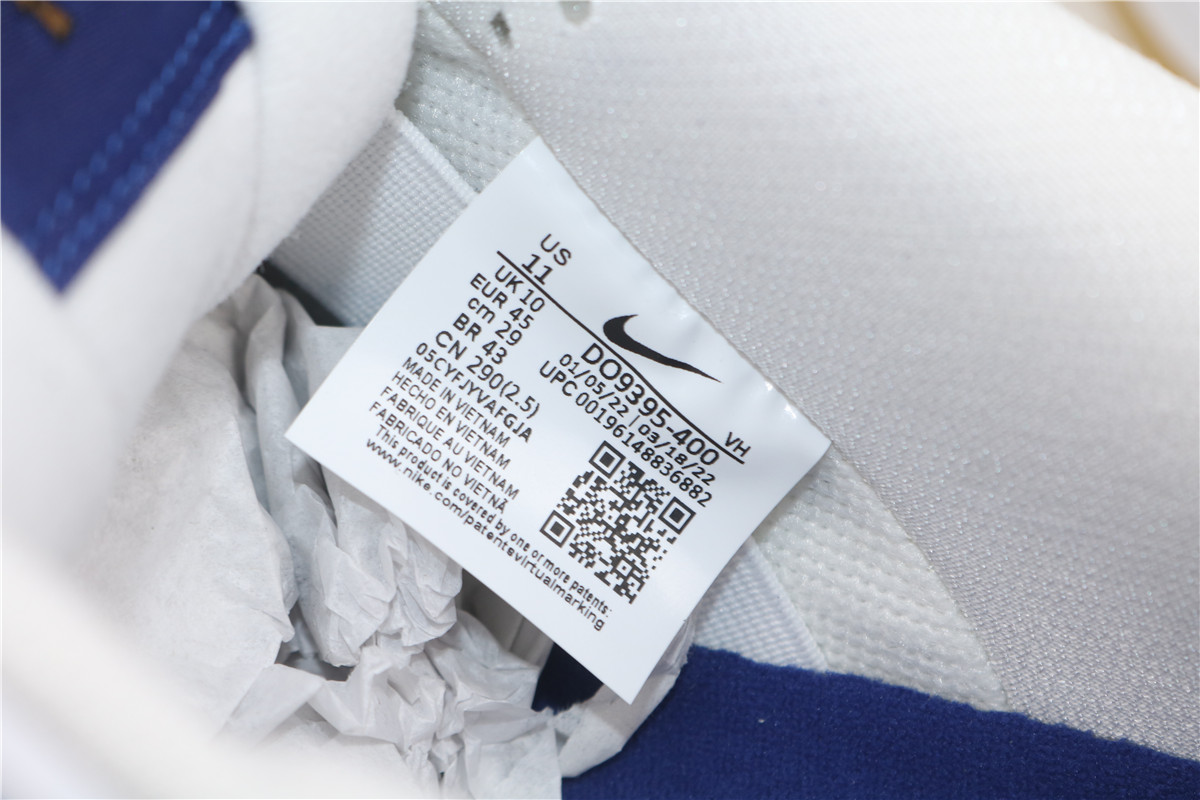 US
11
UK 10
EUR 45
cm 29
BR 43
CN 290(2.5)
05CYFJYVAFGJA
MADE IN VIETNAM
HECHO EN VIETNAM
FABRIQUE AU VIETNAM
FABRICADO NO VIETNÃ
This product is covered by one or more patents:
www.nike.com/patentsvirtualmarking
DO9395-400 VH
01/05/22 | 03/18/22
UPC 00196148836882